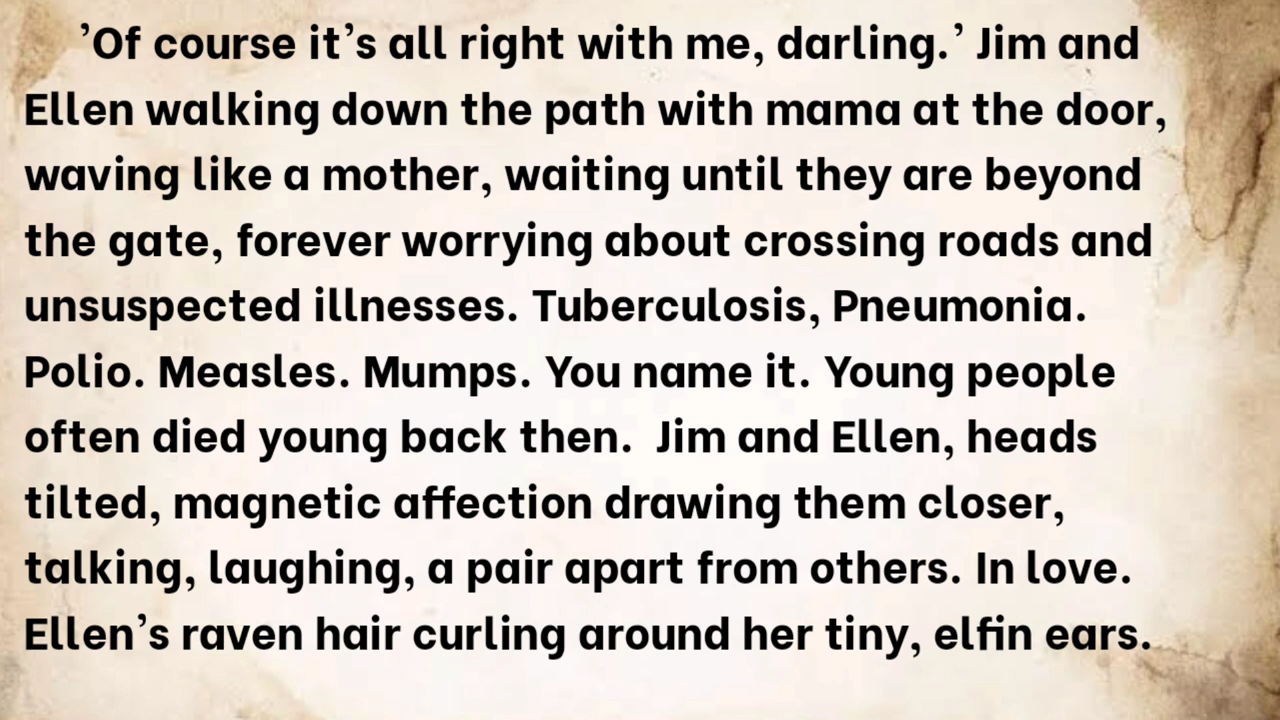 ’Of course it’s all right with me, darling.’ Jim and
Ellen walking down the path with mama at the door,
waving like a mother, waiting until they are beyond
the gate, forever worrying about crossing roads and
unsuspected illnesses. Tuberculosis, Pneumonia.
Polio. Measles. Mumps. You name it. Young people
often died young back then.  Jim and Ellen, heads
tilted, magnetic affection drawing them closer,
talking, laughing, a pair apart from others. In love.
Ellen’s raven hair curling around her tiny, elfin ears.